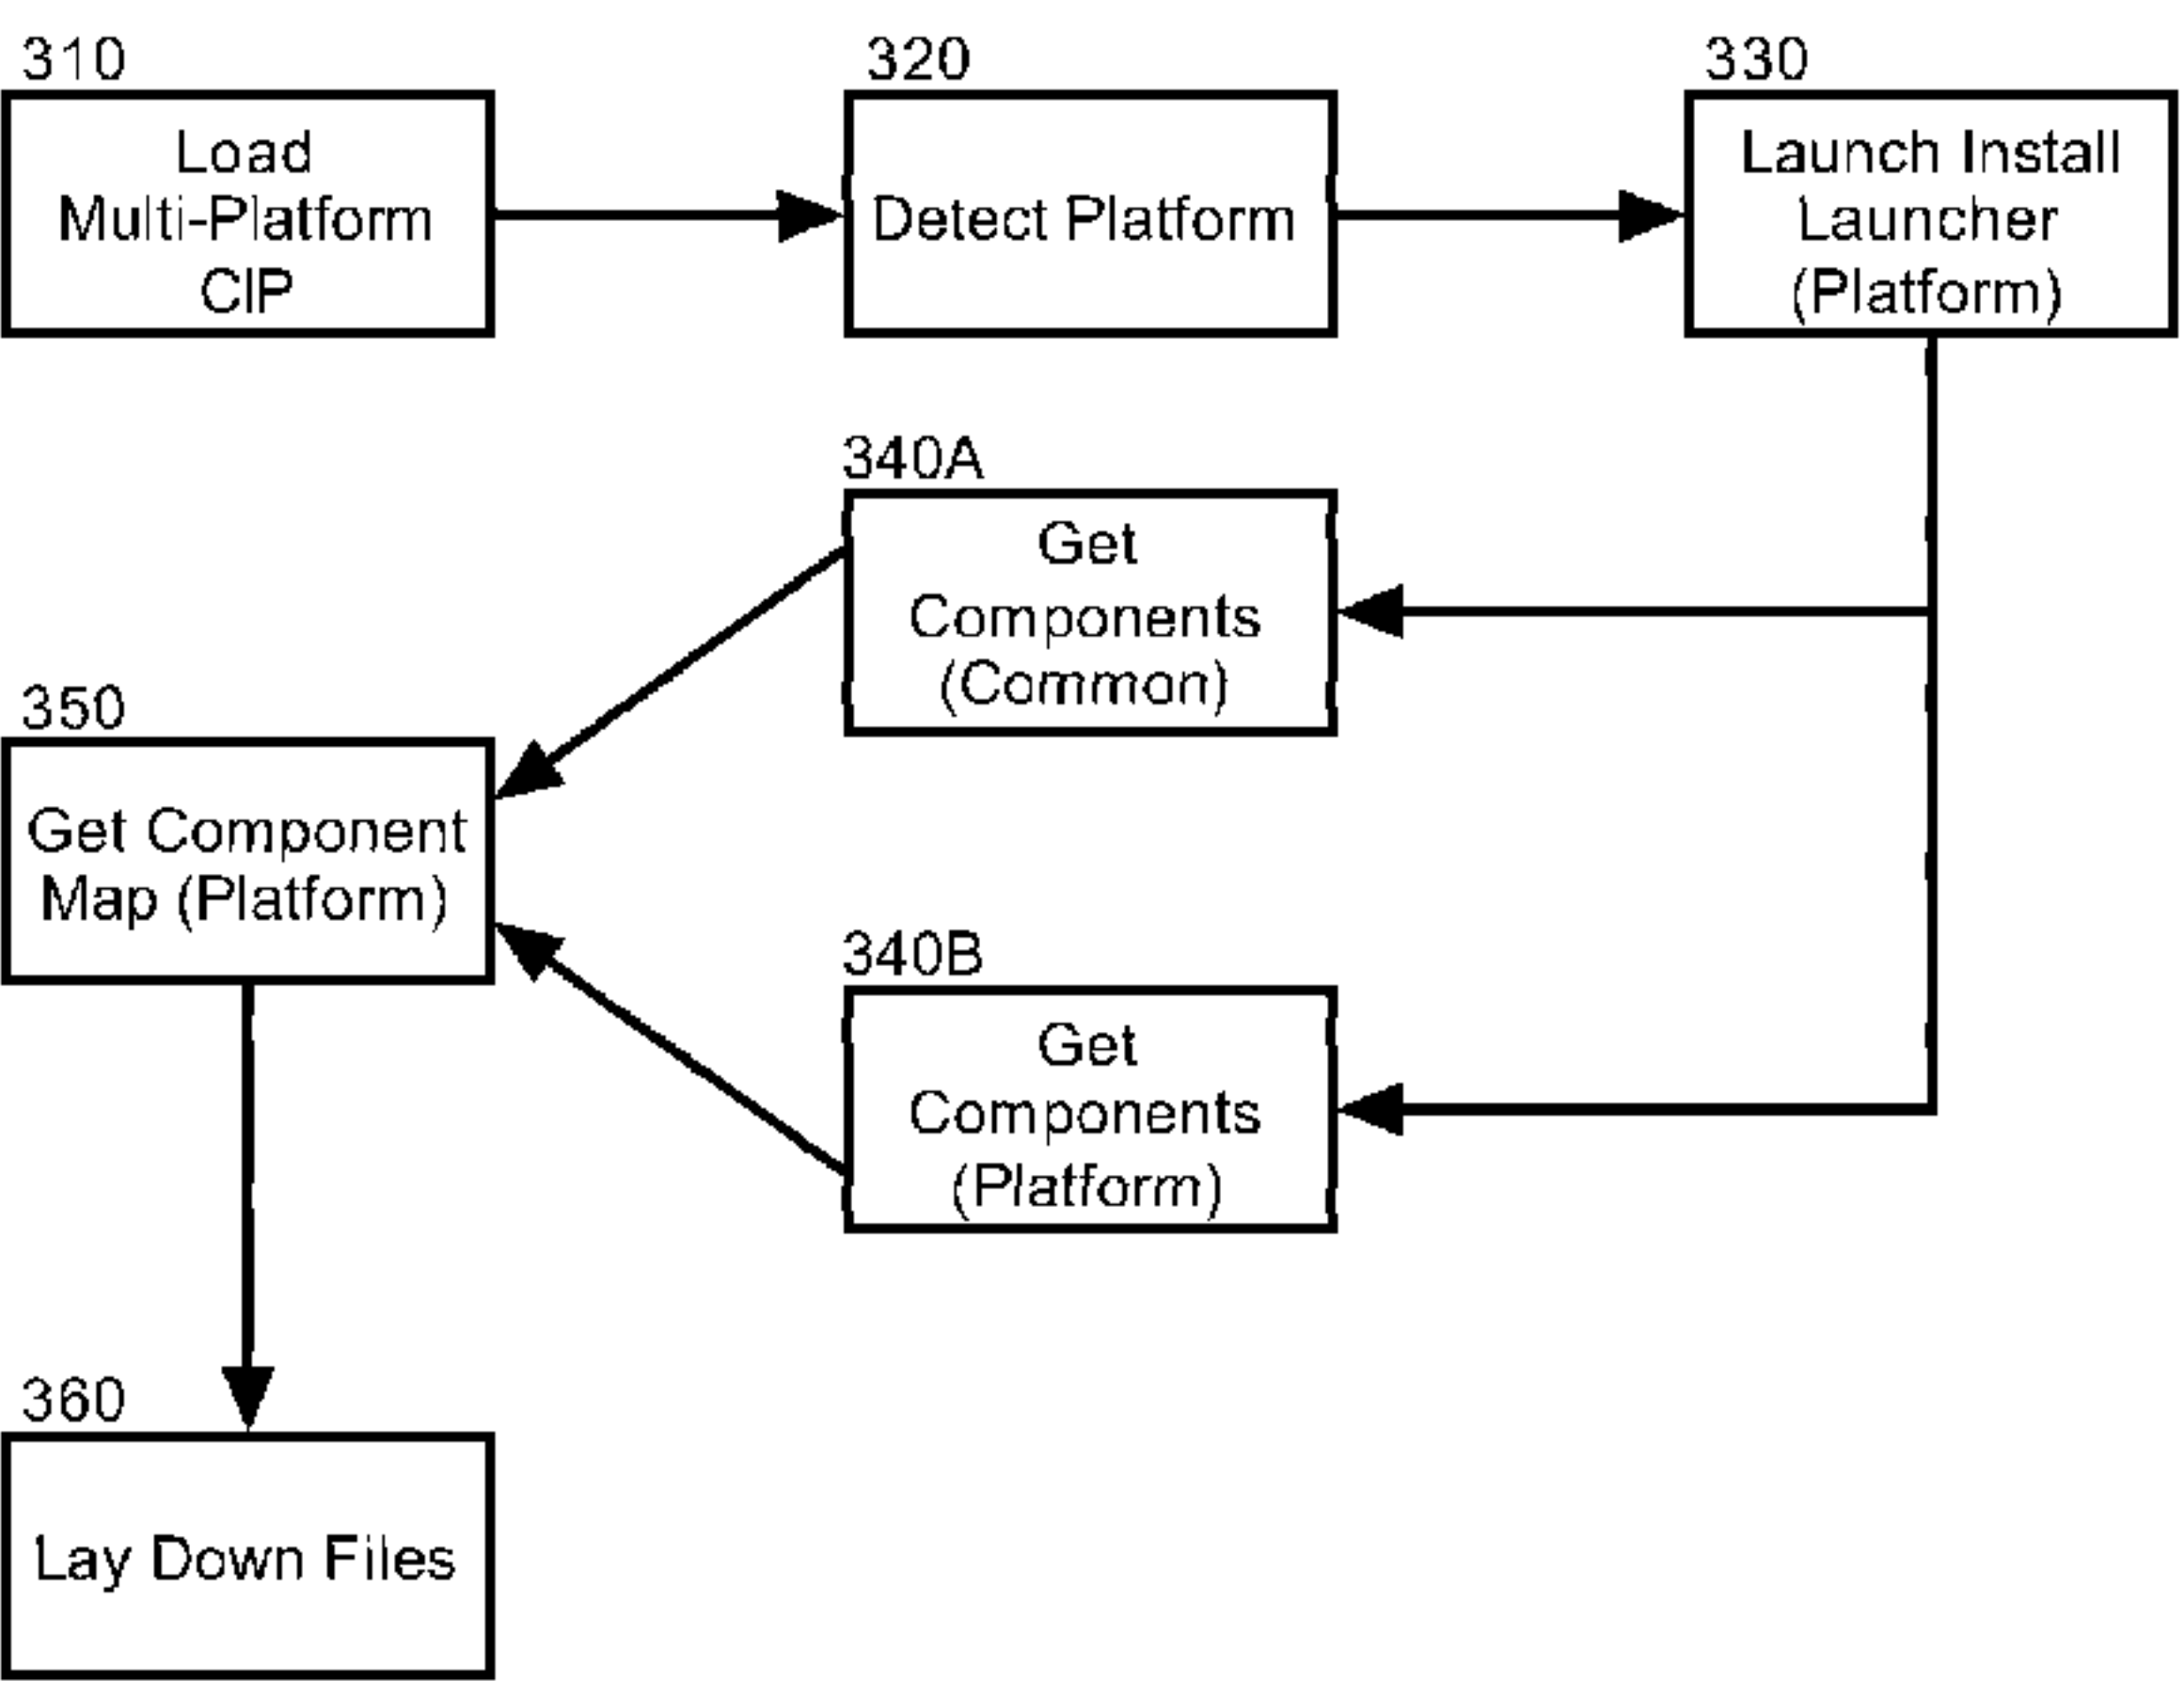 310
Load
Multi-Platform
CIP
320
Detect Platform
330
Launch Install
Launcher
(Platform)
340A
Get
Components
(Common)
350
Get Component
Map (Platform)
340B
Get
Components
(Platform)
360
Lay Down Files